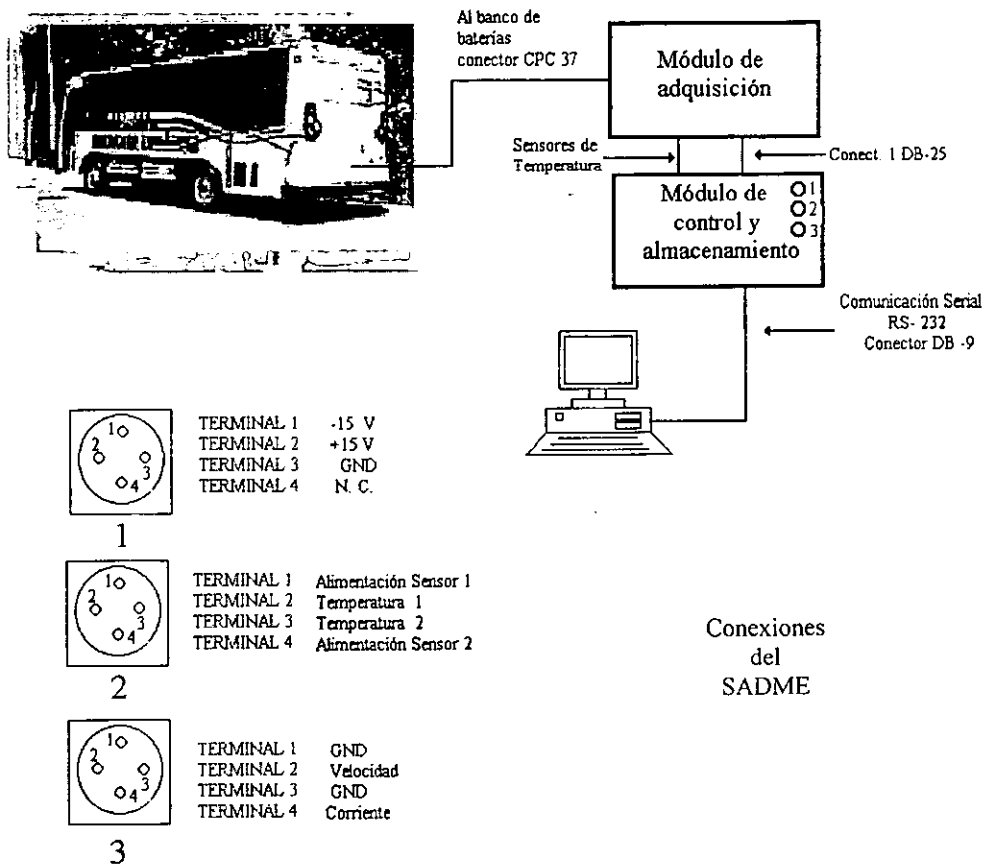 Al banco de
baterías
conector CPC 37
Módulo de
adquisición
Sensores de
Temperatura
Conect. 1 DB-25
Módulo de
control y
almacenamiento
1
2
3
Comunicación Serial
RS- 232
Conector DB -9
1
2
3
4
TERMINAL 1 -15 V
TERMINAL 2 +15 V
TERMINAL 3 GND
TERMINAL 4 N. C.
1
1
2
3
4
TERMINAL 1 Alimentación Sensor 1
TERMINAL 2 Temperatura 1
TERMINAL 3 Temperatura 2
TERMINAL 4 Alimentación Sensor 2
2
Conexiones
del
SADME
1
2
3
4
TERMINAL 1 GND
TERMINAL 2 Velocidad
TERMINAL 3 GND
TERMINAL 4 Corriente
3